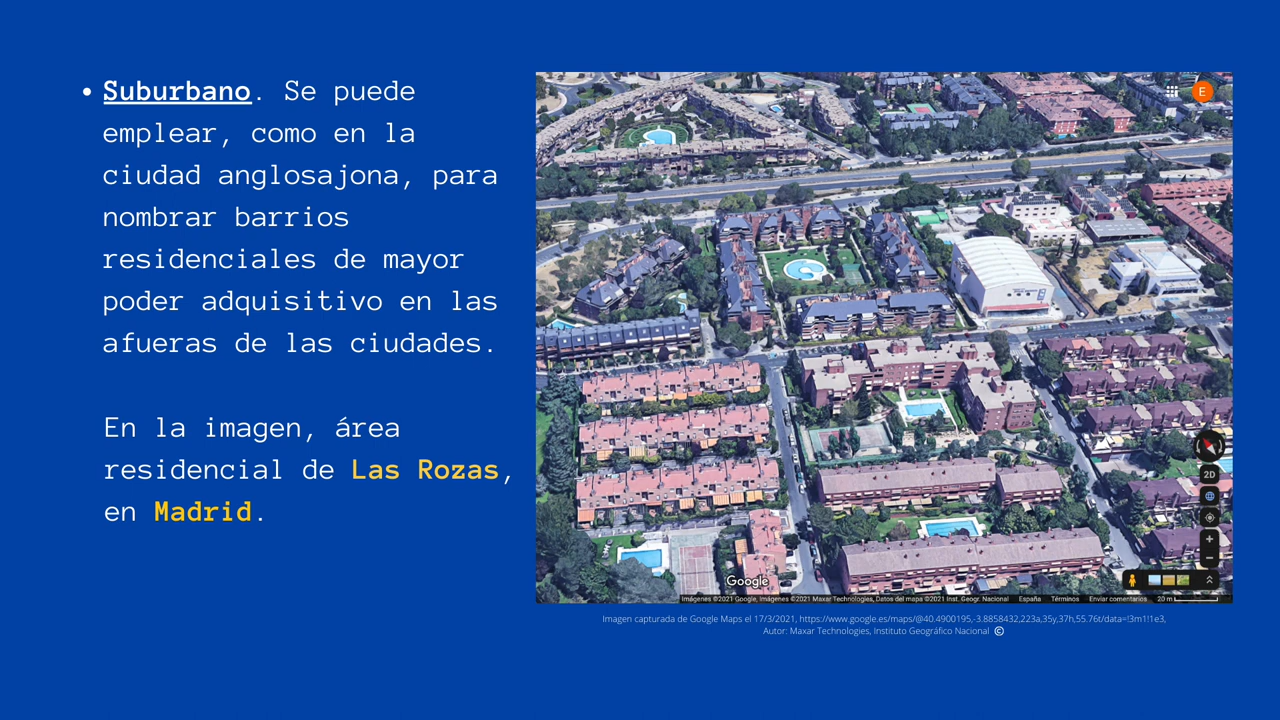 • Suburbano. Se puede
emplear, como en la
ciudad anglosajona, para
nombrar barrios
residenciales de mayor
poder adquisitivo en las
afueras de las ciudades.
En la imagen, área
residencial de Las Rozas,
en Madrid.
E
2D
Google
Imágenes ©2021 Google, Imágenes ©2021 Maxar Technologies, Datos del mapa ©2021 Inst. Geogr. Nacional España Términos Enviar comentarios 20 m
Imagen capturada de Google Maps el 17/3/2021, https://www.google.es/maps/@40.4900195,-3.8858432,223a,35y,37h,55.76t/data=!3m1!1e3,
Autor: Maxar Technologies, Instituto Geográfico Nacional ©